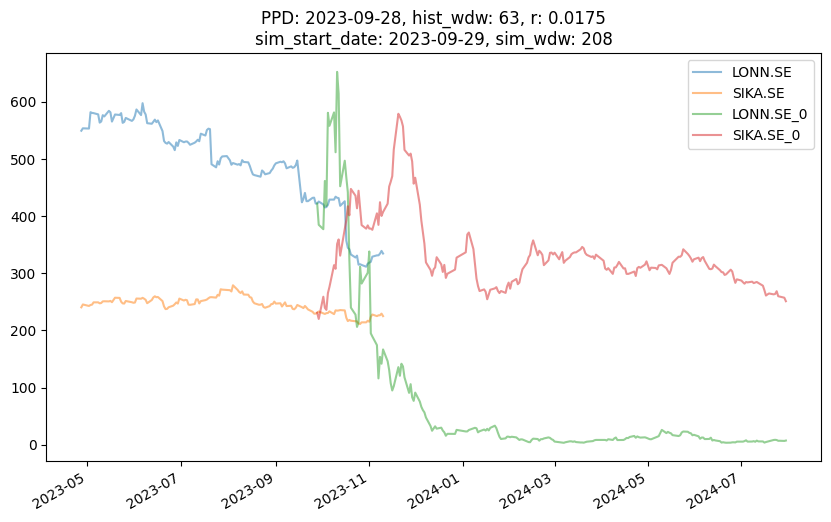 PPD: 2023-09-28, hist_wdw: 63, r: 0.0175
sim_start_date: 2023-09-29, sim_wdw: 208
LONN.SE
SIKA.SE
LONN.SE_0
SIKA.SE_0
600
500
400
300
200
100
0
2023-05
2023-07
2023-09
2023-11
2024-01
2024-03
2024-05
2024-07